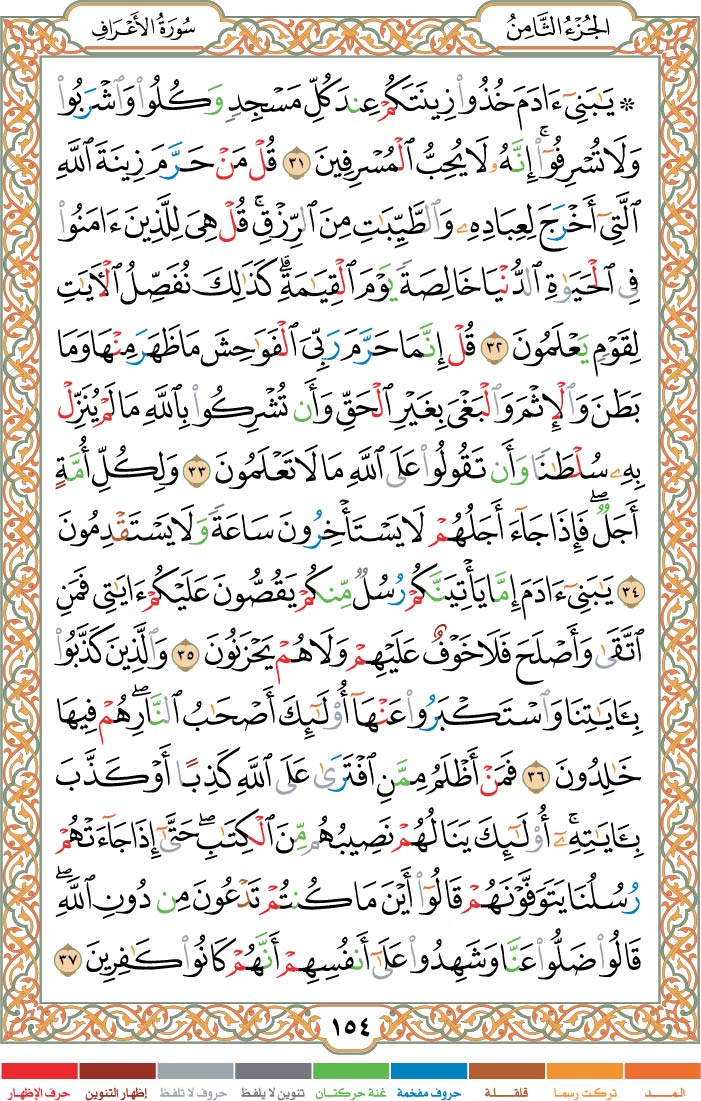 الجُزْءُ الثَّامِنُ
سُورَةُ الأَعْرَافِ
۞ يَـٰبَنِىٓ ءَادَمَ خُذُوا۟ زِينَتَكُمْ عِندَ كُلِّ مَسْجِدٍۢ وَكُلُوا۟ وَٱشْرَبُوا۟
وَلَا تُسْرِفُوٓا۟ ۚ إِنَّهُۥ لَا يُحِبُّ ٱلْمُسْرِفِينَ ٣١ قُلْ مَنْ حَرَّمَ زِينَةَ ٱللَّهِ
ٱلَّتِىٓ أَخْرَجَ لِعِبَادِهِۦ وَٱلطَّيِّبَـٰتِ مِنَ ٱلرِّزْقِ ۚ قُلْ هِىَ لِلَّذِينَ ءَامَنُوا۟
فِى ٱلْحَيَوٰةِ ٱلدُّنْيَا خَالِصَةًۭ يَوْمَ ٱلْقِيَـٰمَةِ ۗ كَذَٰلِكَ نُفَصِّلُ ٱلْـَٔايَـٰتِ
لِقَوْمٍۢ يَعْلَمُونَ ٣٢ قُلْ إِنَّمَا حَرَّمَ رَبِّىَ ٱلْفَوَٰحِشَ مَا ظَهَرَ مِنْهَا وَمَا
بَطَنَ وَٱلْإِثْمَ وَٱلْبَغْىَ بِغَيْرِ ٱلْحَقِّ وَأَن تُشْرِكُوا۟ بِٱللَّهِ مَا لَمْ يُنَزِّلْ
بِهِۦ سُلْطَـٰنًۭا وَأَن تَقُولُوا۟ عَلَى ٱللَّهِ مَا لَا تَعْلَمُونَ ٣٣ وَلِكُلِّ أُمَّةٍ
أَجَلٌۭ ۖ فَإِذَا جَآءَ أَجَلُهُمْ لَا يَسْتَأْخِرُونَ سَاعَةًۭ ۖ وَلَا يَسْتَقْدِمُونَ
٣٤ يَـٰبَنِىٓ ءَادَمَ إِمَّا يَأْتِيَنَّكُمْ رُسُلٌۭ مِّنكُمْ يَقُصُّونَ عَلَيْكُمْ ءَايَـٰتِى ۙ فَمَنِ
ٱتَّقَىٰ وَأَصْلَحَ فَلَا خَوْفٌ عَلَيْهِمْ وَلَا هُمْ يَحْزَنُونَ ٣٥ وَٱلَّذِينَ كَذَّبُوا۟
بِـَٔايَـٰتِنَا وَٱسْتَكْبَرُوا۟ عَنْهَآ أُو۟لَـٰٓئِكَ أَصْحَـٰبُ ٱلنَّارِ ۖ هُمْ فِيهَا
خَـٰلِدُونَ ٣٦ فَمَنْ أَظْلَمُ مِمَّنِ ٱفْتَرَىٰ عَلَى ٱللَّهِ كَذِبًا أَوْ كَذَّبَ
بِـَٔايَـٰتِهِۦٓ ۚ أُو۟لَـٰٓئِكَ يَنَالُهُمْ نَصِيبُهُم مِّنَ ٱلْكِتَـٰبِ ۖ حَتَّىٰٓ إِذَا جَآءَتْهُمْ
رُسُلُنَا يَتَوَفَّوْنَهُمْ قَالُوٓا۟ أَيْنَ مَا كُنتُمْ تَدْعُونَ مِن دُونِ ٱللَّهِ ۖ
قَالُوا۟ ضَلُّوا۟ عَنَّا وَشَهِدُوا۟ عَلَىٰٓ أَنفُسِهِمْ أَنَّهُمْ كَانُوا۟ كَـٰفِرِينَ ٣٧
١٥٤
المـــد تركت رسما قلقـلة حروف مفخمة غنة حركتان تنوين لا يلفظ حروف لا تلفظ إظهار التنوين حرف الإظهار